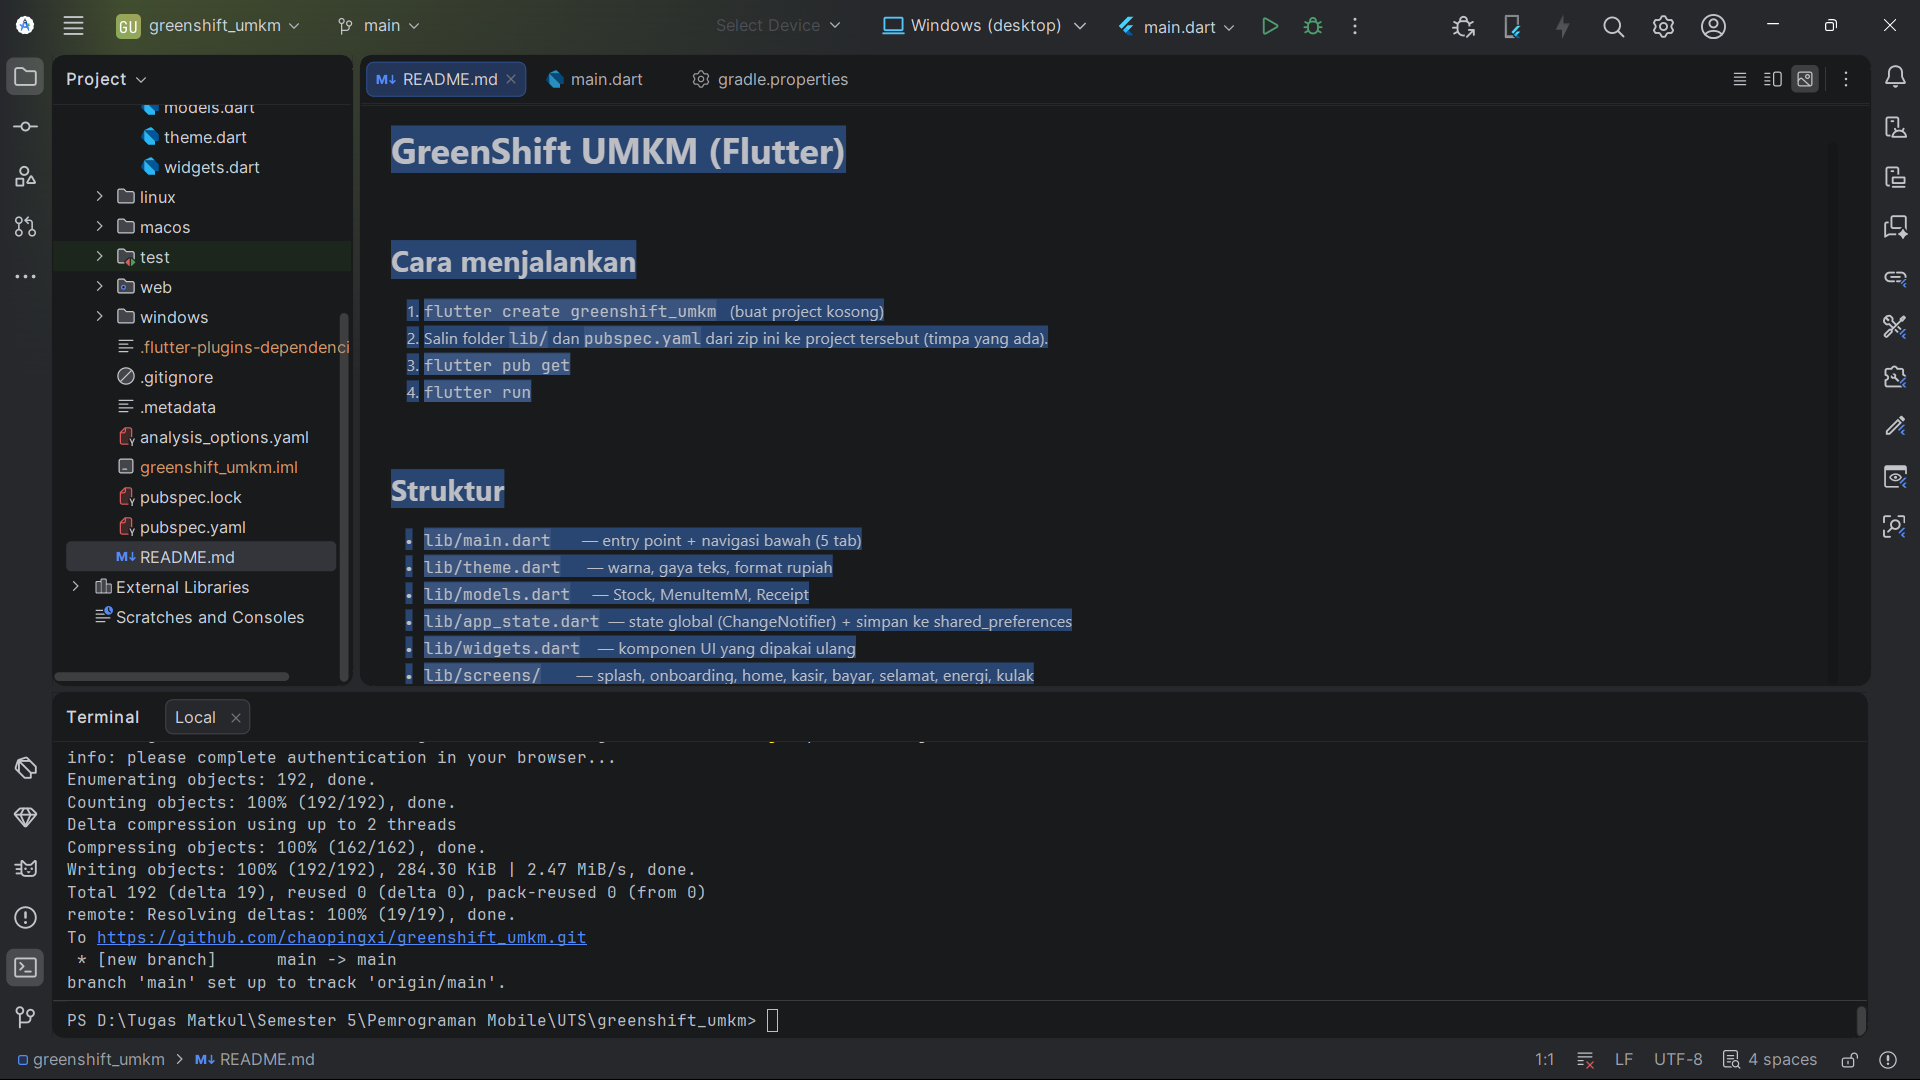 GU greenshift_umkm
main
Select Device
Windows (desktop)
main.dart
Project
models.dart
theme.dart
widgets.dart
linux
macos
test
web
windows
.flutter-plugins-dependenci
.gitignore
.metadata
analysis_options.yaml
greenshift_umkm.iml
pubspec.lock
pubspec.yaml
M↓ README.md
External Libraries
Scratches and Consoles
M↓ README.md
main.dart
gradle.properties
GreenShift UMKM (Flutter)
Cara menjalankan
1. flutter create greenshift_umkm (buat project kosong)
2. Salin folder lib/ dan pubspec.yaml dari zip ini ke project tersebut (timpa yang ada).
3. flutter pub get
4. flutter run
Struktur
• lib/main.dart — entry point + navigasi bawah (5 tab)
• lib/theme.dart — warna, gaya teks, format rupiah
• lib/models.dart — Stock, MenuItemM, Receipt
• lib/app_state.dart — state global (ChangeNotifier) + simpan ke shared_preferences
• lib/widgets.dart — komponen UI yang dipakai ulang
• lib/screens/ — splash, onboarding, home, kasir, bayar, selamat, energi, kulak
Terminal
Local
info: please complete authentication in your browser...
Enumerating objects: 192, done.
Counting objects: 100% (192/192), done.
Delta compression using up to 2 threads
Compressing objects: 100% (162/162), done.
Writing objects: 100% (192/192), 284.30 KiB | 2.47 MiB/s, done.
Total 192 (delta 19), reused 0 (delta 0), pack-reused 0 (from 0)
remote: Resolving deltas: 100% (19/19), done.
To https://github.com/chaopingxi/greenshift_umkm.git
* [new branch]      main -> main
branch 'main' set up to track 'origin/main'.
PS D:\Tugas Matkul\Semester 5\Pemrograman Mobile\UTS\greenshift_umkm>
greenshift_umkm > M↓ README.md
1:1
LF
UTF-8
4 spaces